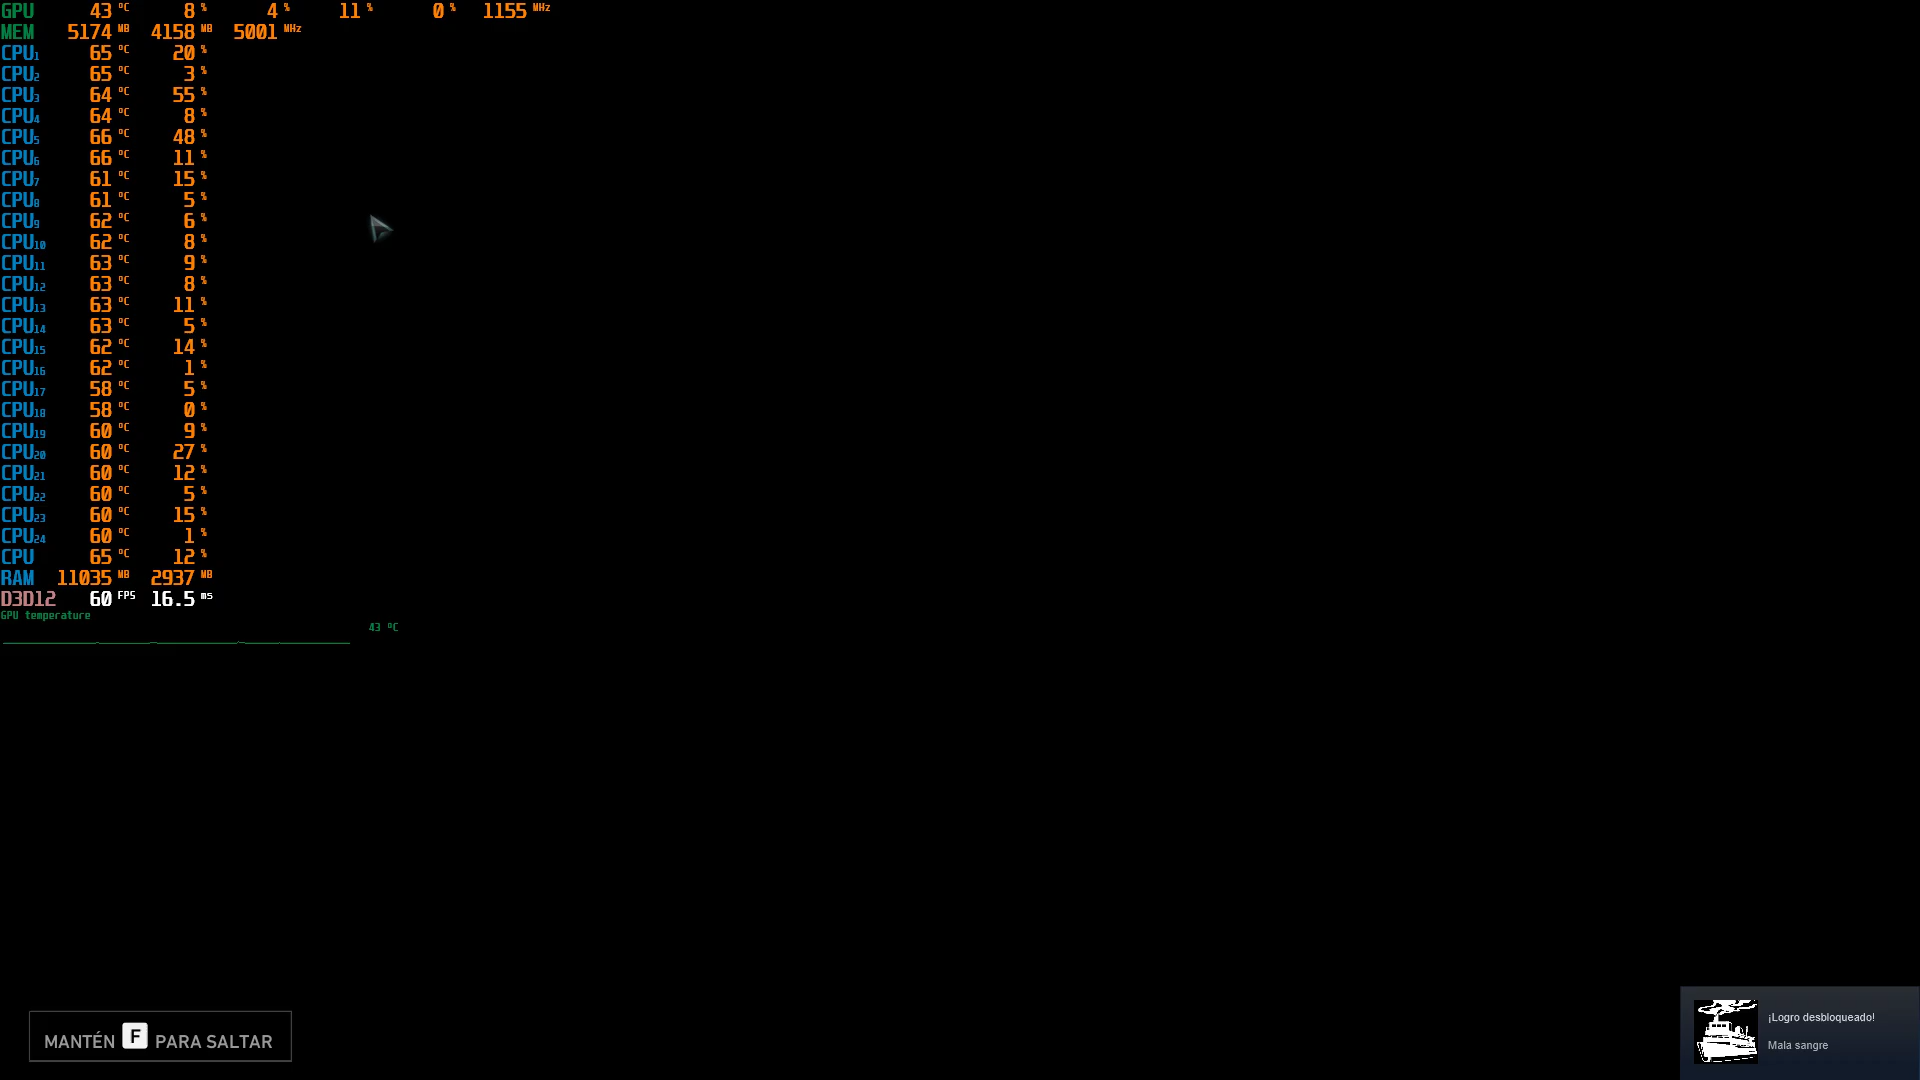 GPU 43 °C 8 % 4 % 11 % 0 % 1155 MHz
MEM 5174 MB 4158 MB 5001 MHz
CPU1 65 °C 20 %
CPU2 65 °C 3 %
CPU3 64 °C 55 %
CPU4 64 °C 8 %
CPU5 66 °C 48 %
CPU6 66 °C 11 %
CPU7 61 °C 15 %
CPU8 61 °C 5 %
CPU9 62 °C 6 %
CPU10 62 °C 8 %
CPU11 63 °C 9 %
CPU12 63 °C 8 %
CPU13 63 °C 11 %
CPU14 63 °C 5 %
CPU15 62 °C 14 %
CPU16 62 °C 1 %
CPU17 58 °C 5 %
CPU18 58 °C 0 %
CPU19 60 °C 9 %
CPU20 60 °C 27 %
CPU21 60 °C 12 %
CPU22 60 °C 5 %
CPU23 60 °C 15 %
CPU24 60 °C 1 %
CPU 65 °C 12 %
RAM 11035 MB 2937 MB
D3D12 60 FPS 16.5 ms
GPU temperature
43 °C
MANTÉN F PARA SALTAR
¡Logro desbloqueado!
Mala sangre